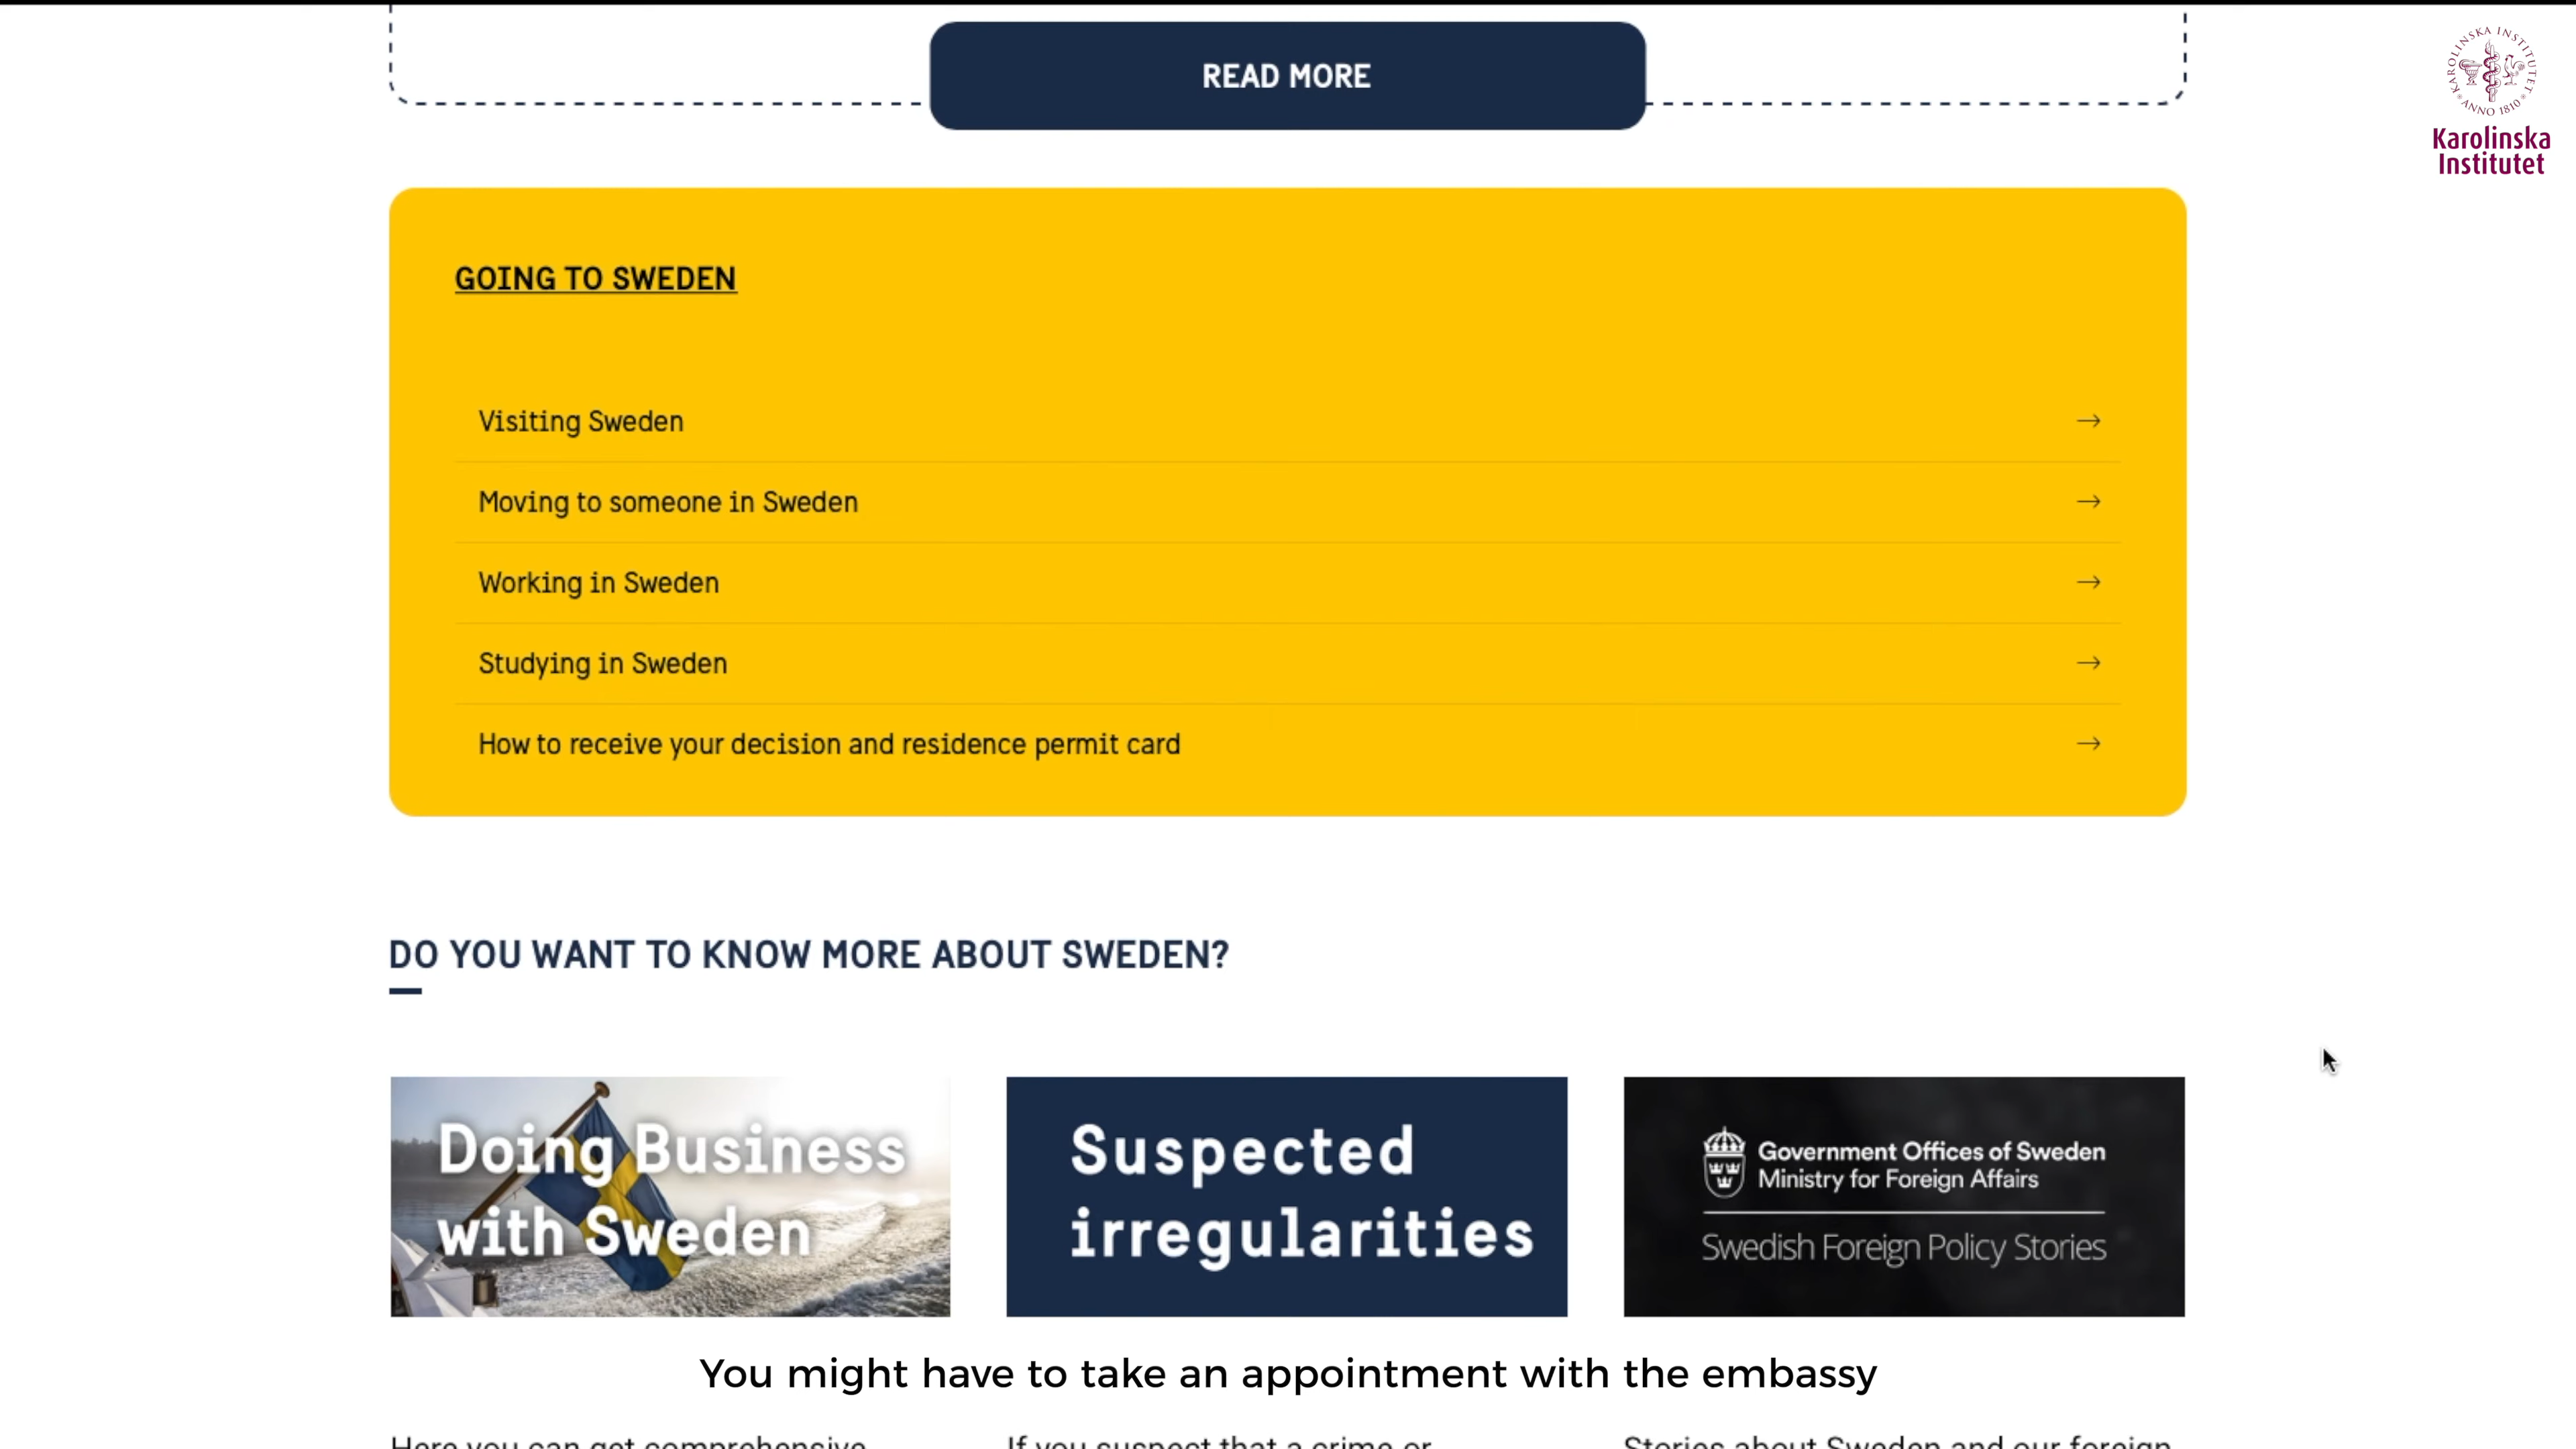 READ MORE
KAROLINSKA INSTITUTET
ANNO 1810
Karolinska
Institutet
GOING TO SWEDEN
Visiting Sweden
Moving to someone in Sweden
Working in Sweden
Studying in Sweden
How to receive your decision and residence permit card
DO YOU WANT TO KNOW MORE ABOUT SWEDEN?
Doing Business
with Sweden
Suspected
irregularities
Government Offices of Sweden
Ministry for Foreign Affairs
Swedish Foreign Policy Stories
You might have to take an appointment with the embassy
Here you can get comprehensive
If you suspect that a crime or
Stories about Sweden and our foreign